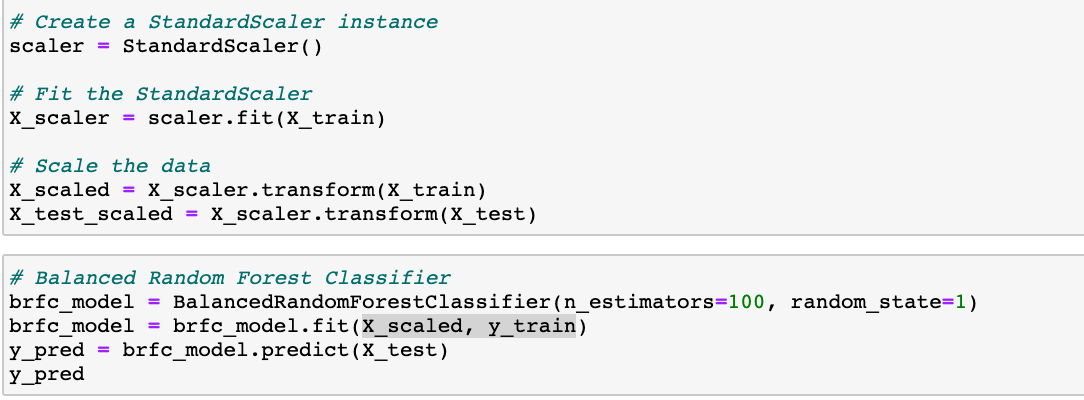 # Create a StandardScaler instance
scaler = StandardScaler()
# Fit the StandardScaler
X_scaler = scaler.fit(X_train)
# Scale the data
X_scaled = X_scaler.transform(X_train)
X_test_scaled = X_scaler.transform(X_test)
# Balanced Random Forest Classifier
brfc_model = BalancedRandomForestClassifier(n_estimators=100, random_state=1)
brfc_model = brfc_model.fit(X_scaled, y_train)
y_pred = brfc_model.predict(X_test)
y_pred